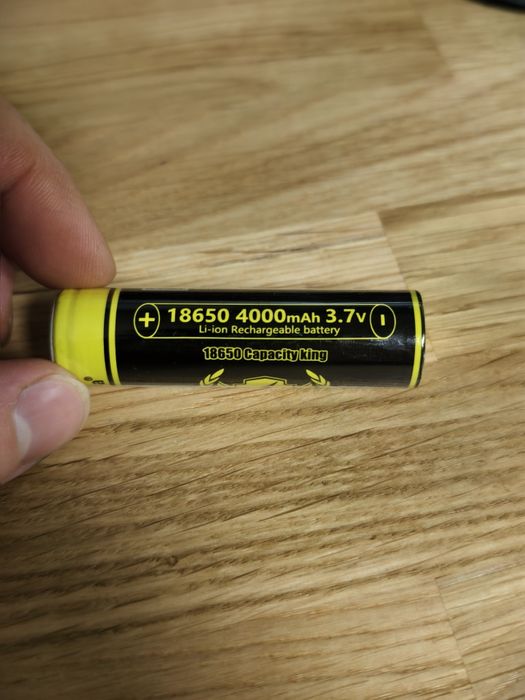 + 18650 4000mAh 3.7v -
Li-ion Rechargeable battery
18650 Capacity king